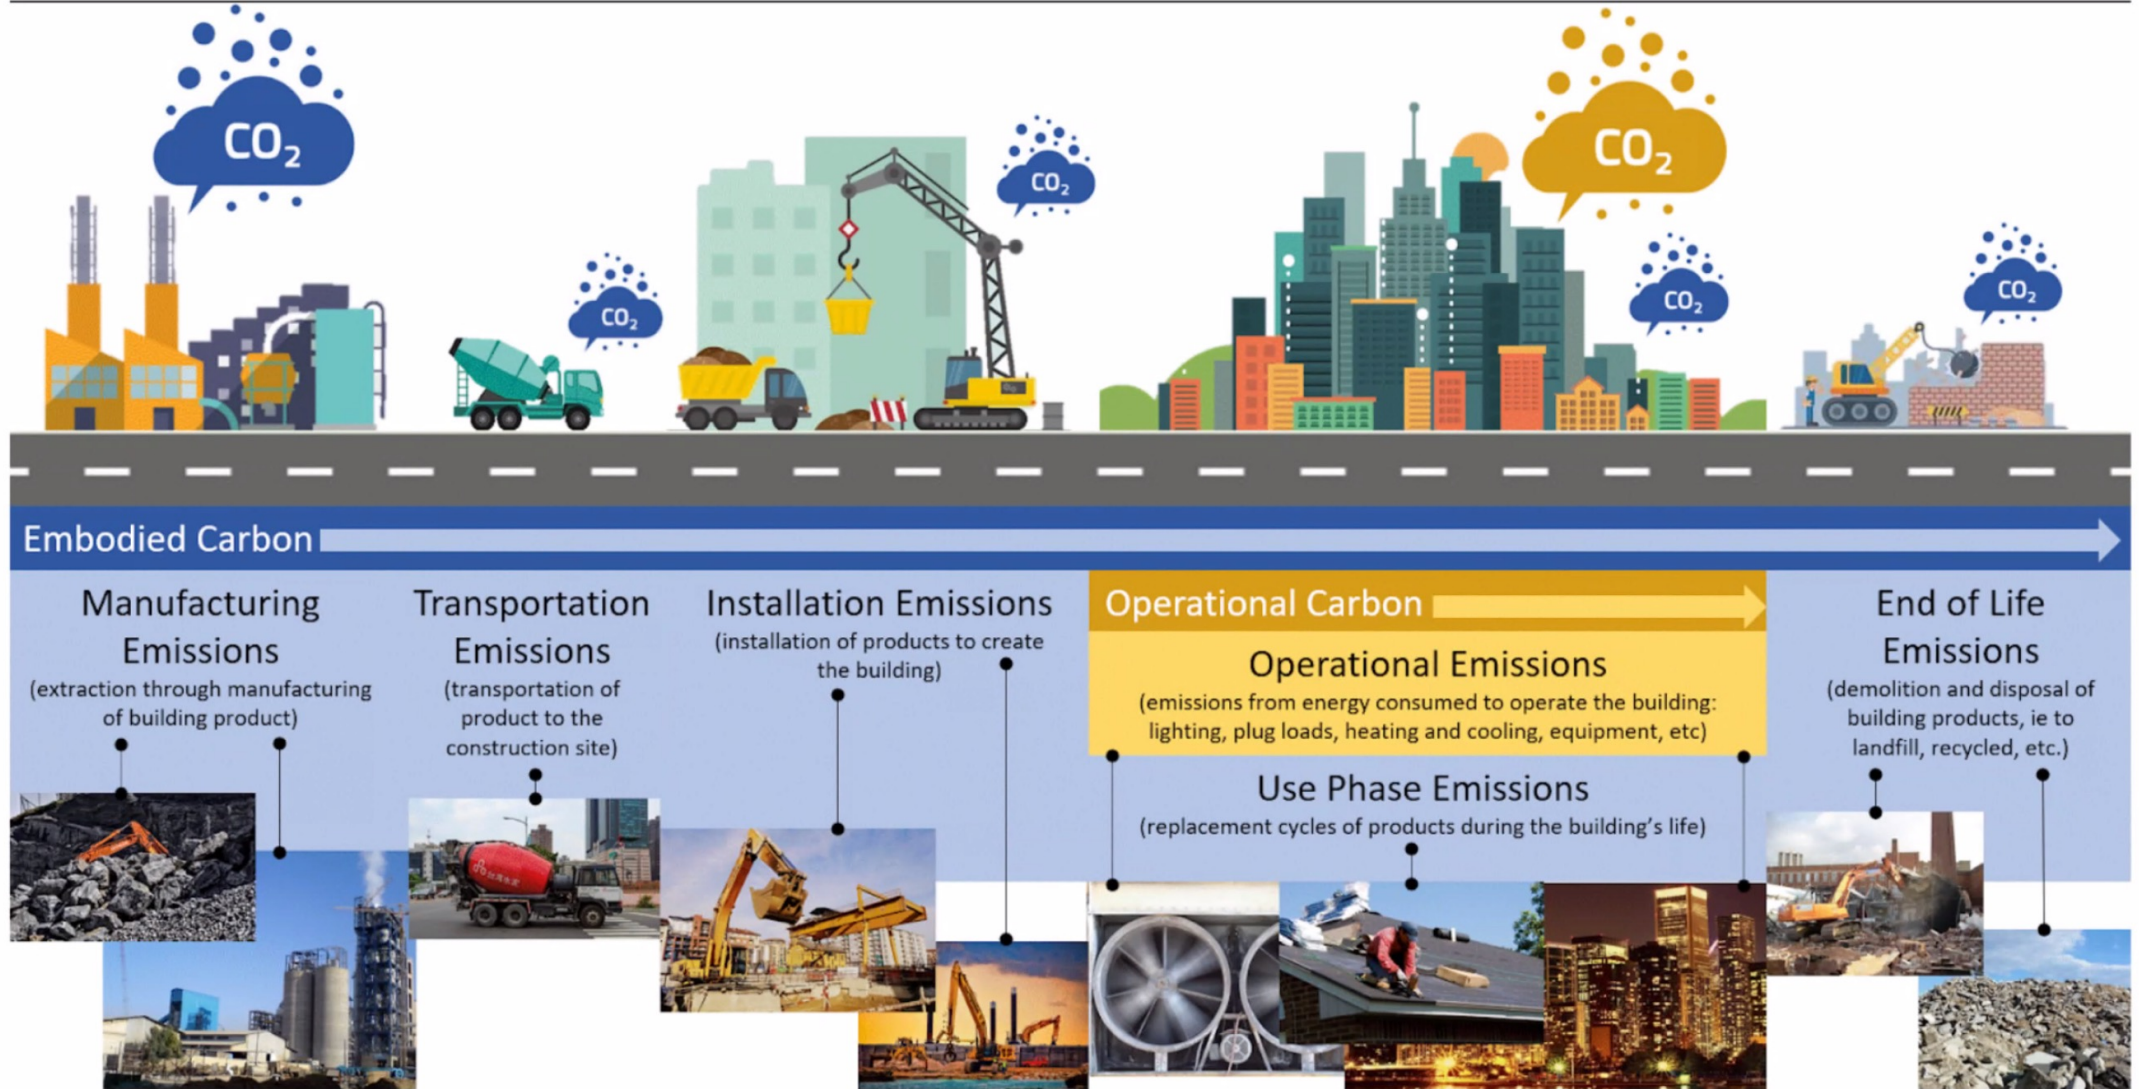 CO₂
CO₂
CO₂
CO₂
CO₂
CO₂
Embodied Carbon
Manufacturing
Emissions
(extraction through manufacturing
of building product)
Transportation
Emissions
(transportation of
product to the
construction site)
Installation Emissions
(installation of products to create
the building)
Operational Carbon
Operational Emissions
(emissions from energy consumed to operate the building:
lighting, plug loads, heating and cooling, equipment, etc)
Use Phase Emissions
(replacement cycles of products during the building's life)
End of Life
Emissions
(demolition and disposal of
building products, ie to
landfill, recycled, etc.)